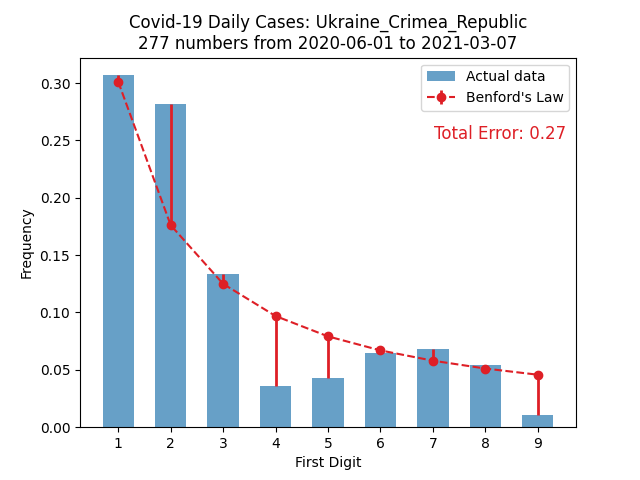 Covid-19 Daily Cases: Ukraine_Crimea_Republic
277 numbers from 2020-06-01 to 2021-03-07
Actual data
Benford's Law
Total Error: 0.27
0.30
0.25
0.20
0.15
0.10
0.05
0.00
Frequency
1 2 3 4 5 6 7 8 9
First Digit